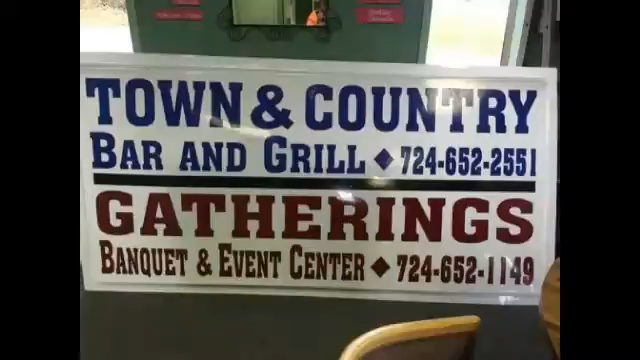 TOWN & COUNTRY
BAR AND GRILL ◆ 724-652-2551
GATHERINGS
BANQUET & EVENT CENTER ◆ 724-652-1149